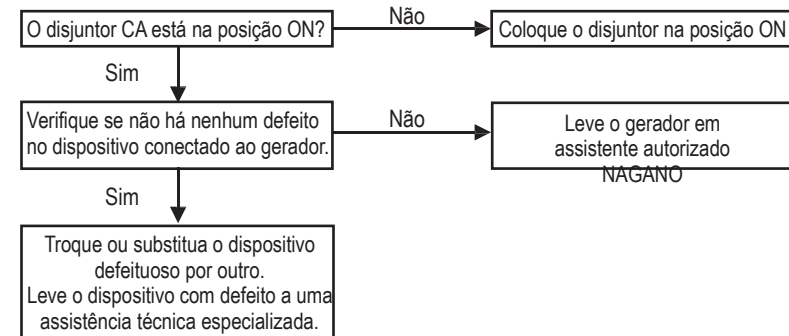 O disjuntor CA está na posição ON?
Não
Coloque o disjuntor na posição ON
Sim
Verifique se não há nenhum defeito
no dispositivo conectado ao gerador.
Não
Leve o gerador em
assistente autorizado
NAGANO
Sim
Troque ou substitua o dispositivo
defeituoso por outro.
Leve o dispositivo com defeito a uma
assistência técnica especializada.